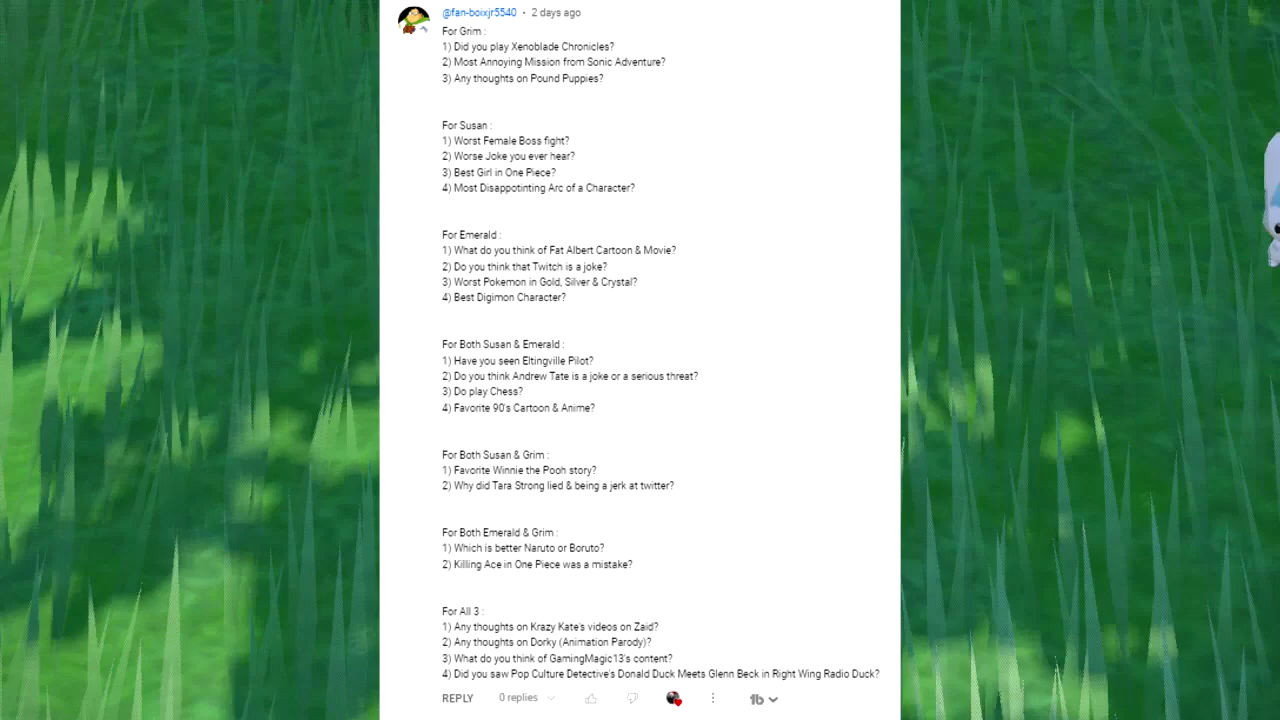 @fan-boixjr5540 • 2 days ago
For Grim :
1) Did you play Xenoblade Chronicles?
2) Most Annoying Mission from Sonic Adventure?
3) Any thoughts on Pound Puppies?
For Susan :
1) Worst Female Boss fight?
2) Worse Joke you ever hear?
3) Best Girl in One Piece?
4) Most Disappotinting Arc of a Character?
For Emerald :
1) What do you think of Fat Albert Cartoon & Movie?
2) Do you think that Twitch is a joke?
3) Worst Pokemon in Gold, Silver & Crystal?
4) Best Digimon Character?
For Both Susan & Emerald :
1) Have you seen Eltingville Pilot?
2) Do you think Andrew Tate is a joke or a serious threat?
3) Do play Chess?
4) Favorite 90's Cartoon & Anime?
For Both Susan & Grim :
1) Favorite Winnie the Pooh story?
2) Why did Tara Strong lied & being a jerk at twitter?
For Both Emerald & Grim :
1) Which is better Naruto or Boruto?
2) Killing Ace in One Piece was a mistake?
For All 3 :
1) Any thoughts on Krazy Kate's videos on Zaid?
2) Any thoughts on Dorky (Animation Parody)?
3) What do you think of GamingMagic13's content?
4) Did you saw Pop Culture Detective's Donald Duck Meets Glenn Beck in Right Wing Radio Duck?
REPLY 0 replies